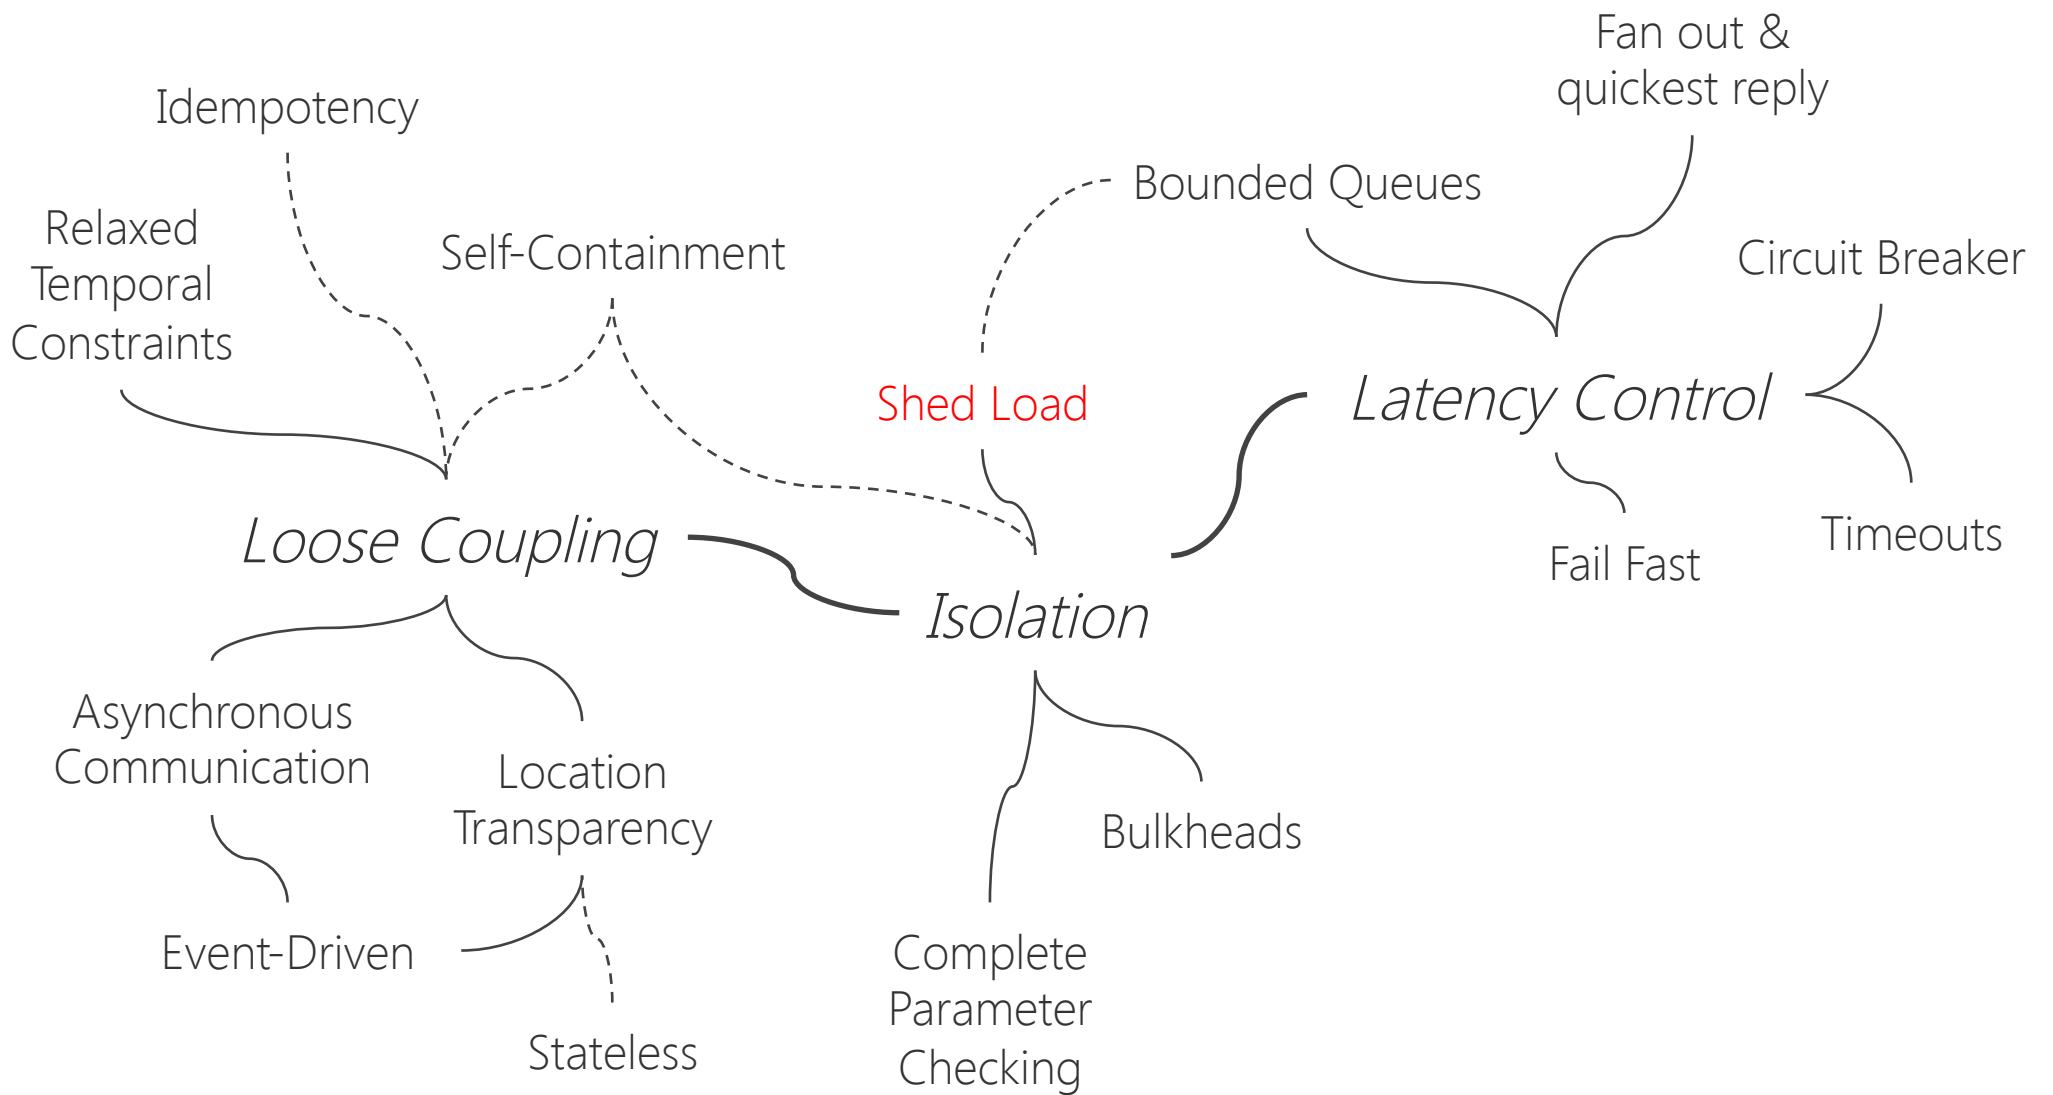 Fan out &
quickest reply
Idempotency
Bounded Queues
Relaxed
Temporal
Constraints
Self-Containment
Circuit Breaker
Shed Load
Latency Control
Loose Coupling
Timeouts
Fail Fast
Isolation
Asynchronous
Communication
Location
Transparency
Bulkheads
Event-Driven
Complete
Parameter
Checking
Stateless